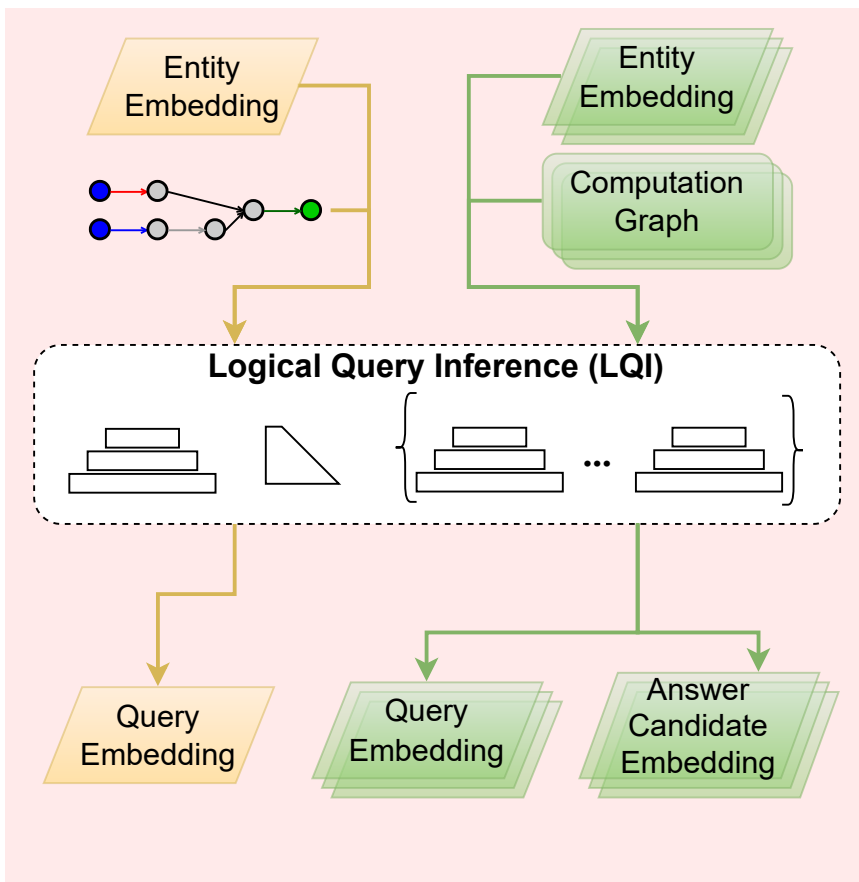 Entity
Embedding
Entity
Embedding
Computation
Graph
Logical Query Inference (LQI)
...
Query
Embedding
Query
Embedding
Answer
Candidate
Embedding